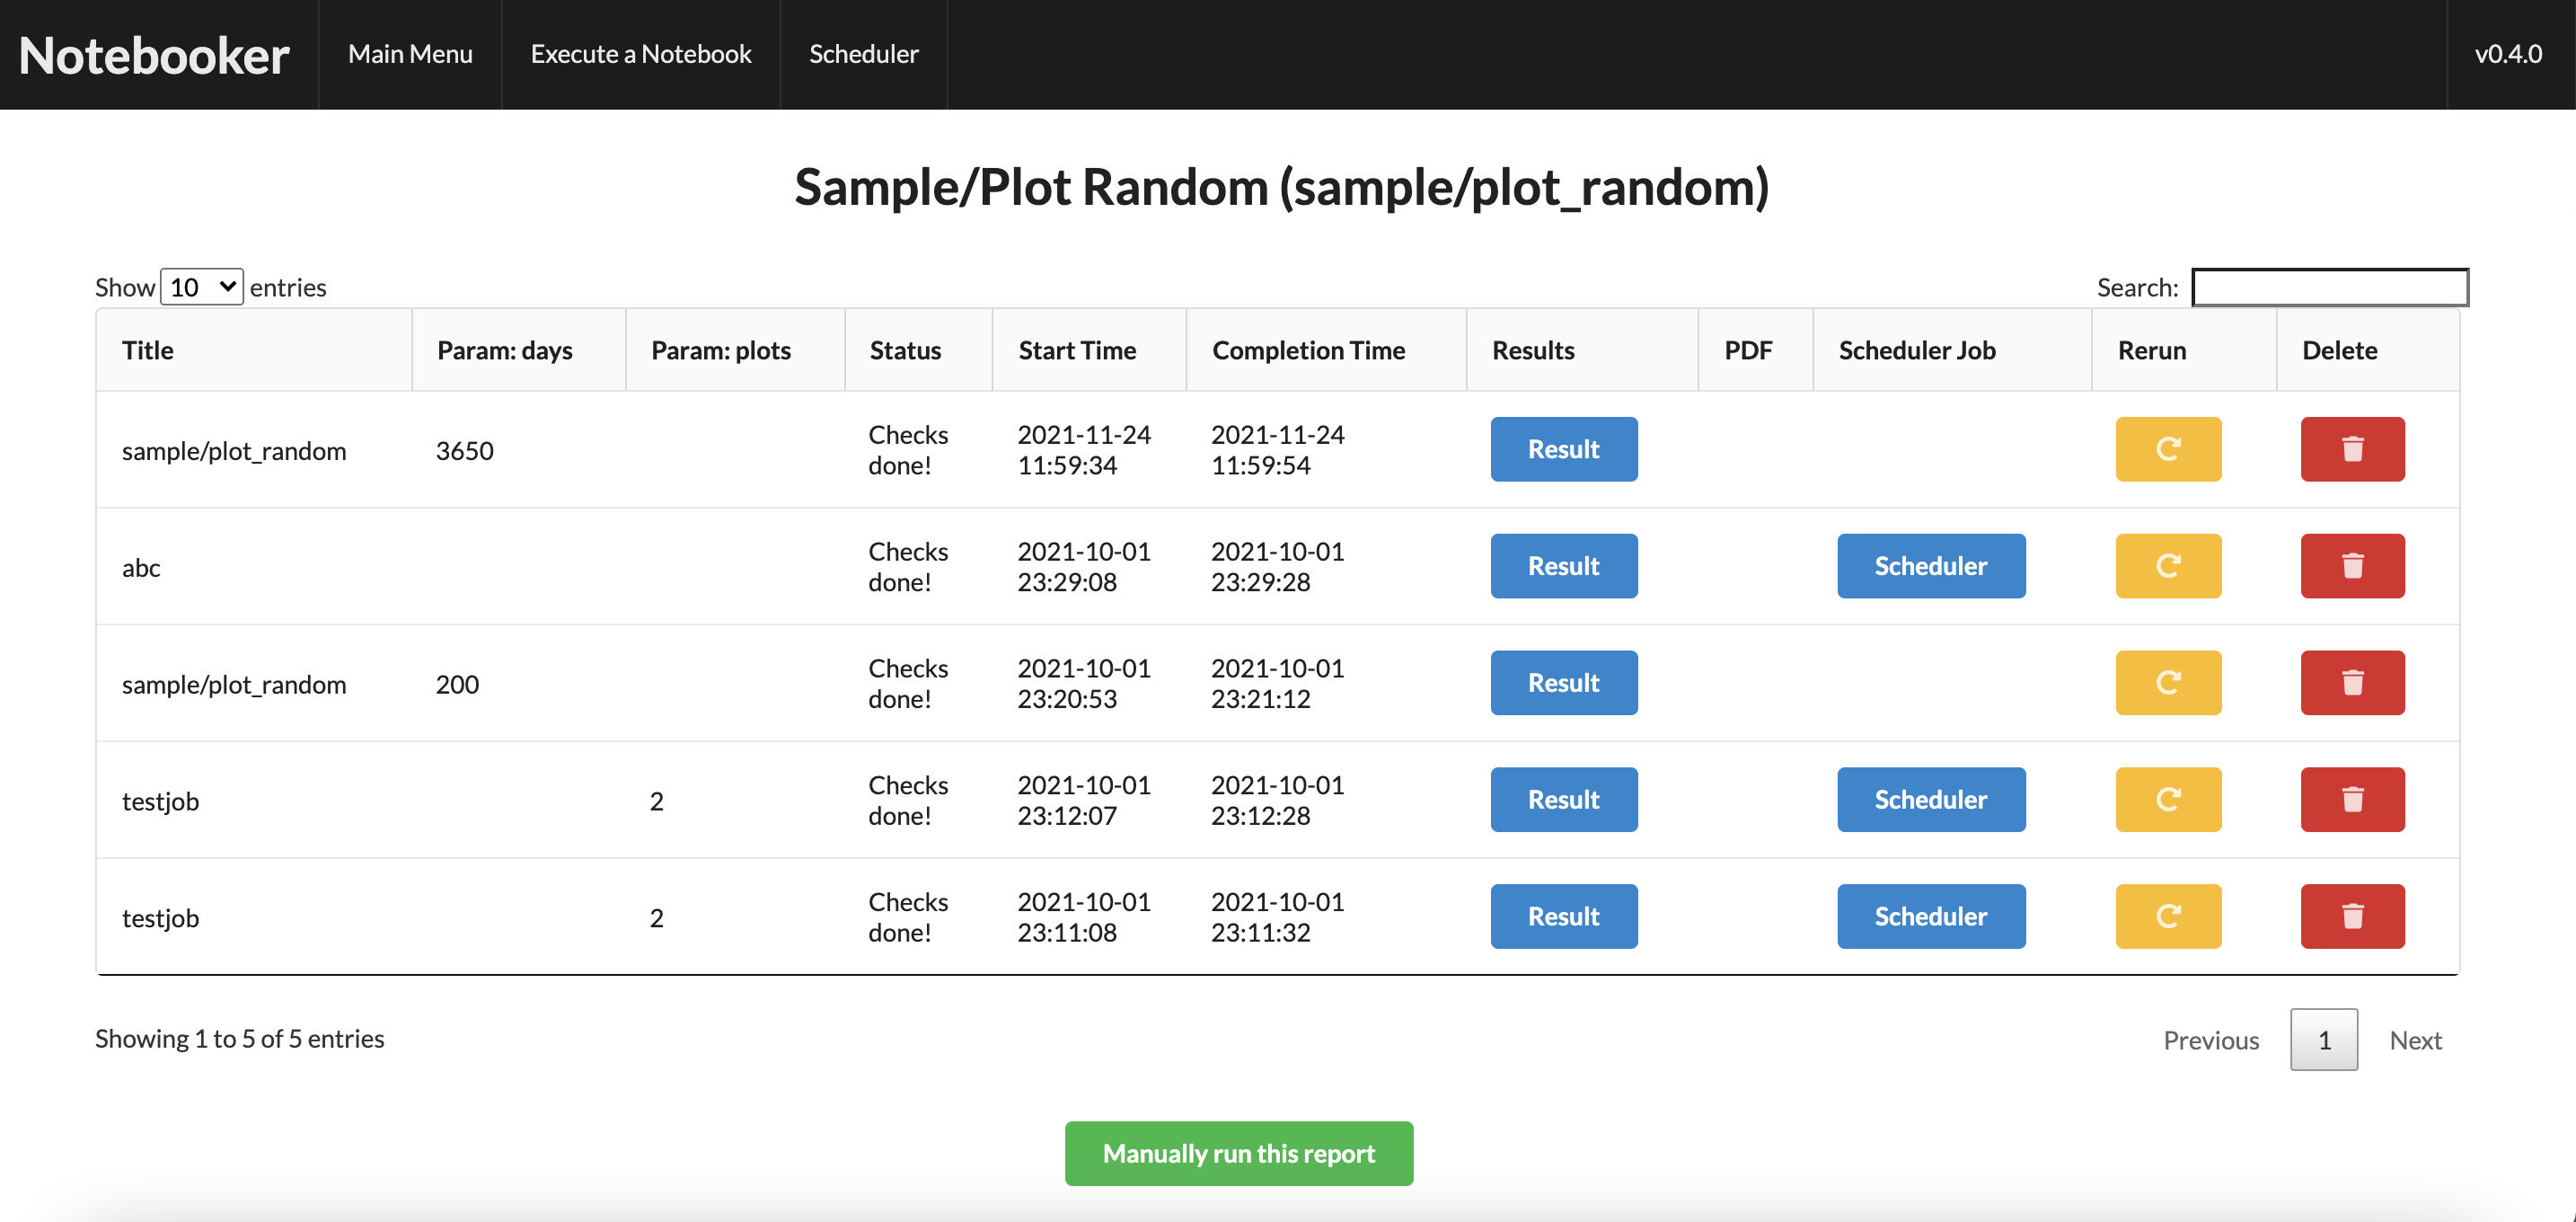 Notebooker Main Menu Execute a Notebook Scheduler v0.4.0
Sample/Plot Random (sample/plot_random)
Show 10 entries Search:
Title Param: days Param: plots Status Start Time Completion Time Results PDF Scheduler Job Rerun Delete
sample/plot_random 3650 Checks done! 2021-11-24 11:59:34 2021-11-24 11:59:54 Result
abc Checks done! 2021-10-01 23:29:08 2021-10-01 23:29:28 Result Scheduler
sample/plot_random 200 Checks done! 2021-10-01 23:20:53 2021-10-01 23:21:12 Result
testjob 2 Checks done! 2021-10-01 23:12:07 2021-10-01 23:12:28 Result Scheduler
testjob 2 Checks done! 2021-10-01 23:11:08 2021-10-01 23:11:32 Result Scheduler
Showing 1 to 5 of 5 entries Previous 1 Next
Manually run this report